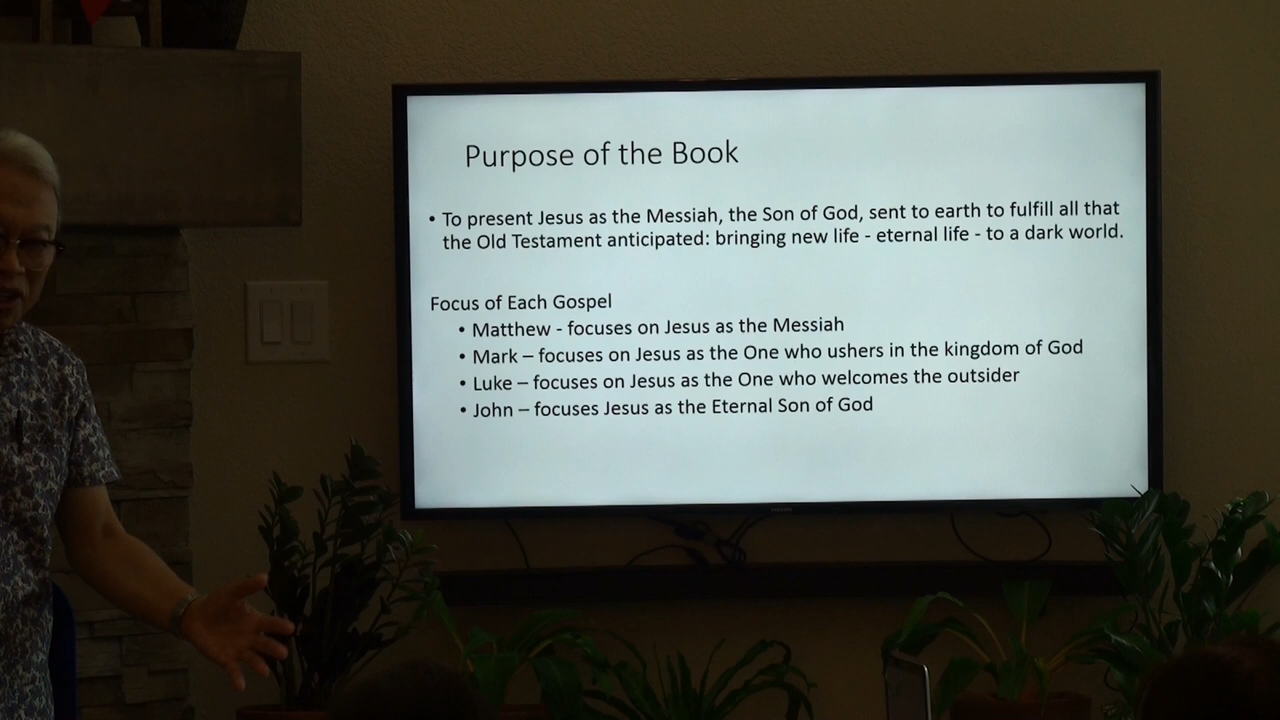 Purpose of the Book
• To present Jesus as the Messiah, the Son of God, sent to earth to fulfill all that
the Old Testament anticipated: bringing new life - eternal life - to a dark world.
Focus of Each Gospel
• Matthew - focuses on Jesus as the Messiah
• Mark – focuses on Jesus as the One who ushers in the kingdom of God
• Luke – focuses on Jesus as the One who welcomes the outsider
• John – focuses Jesus as the Eternal Son of God